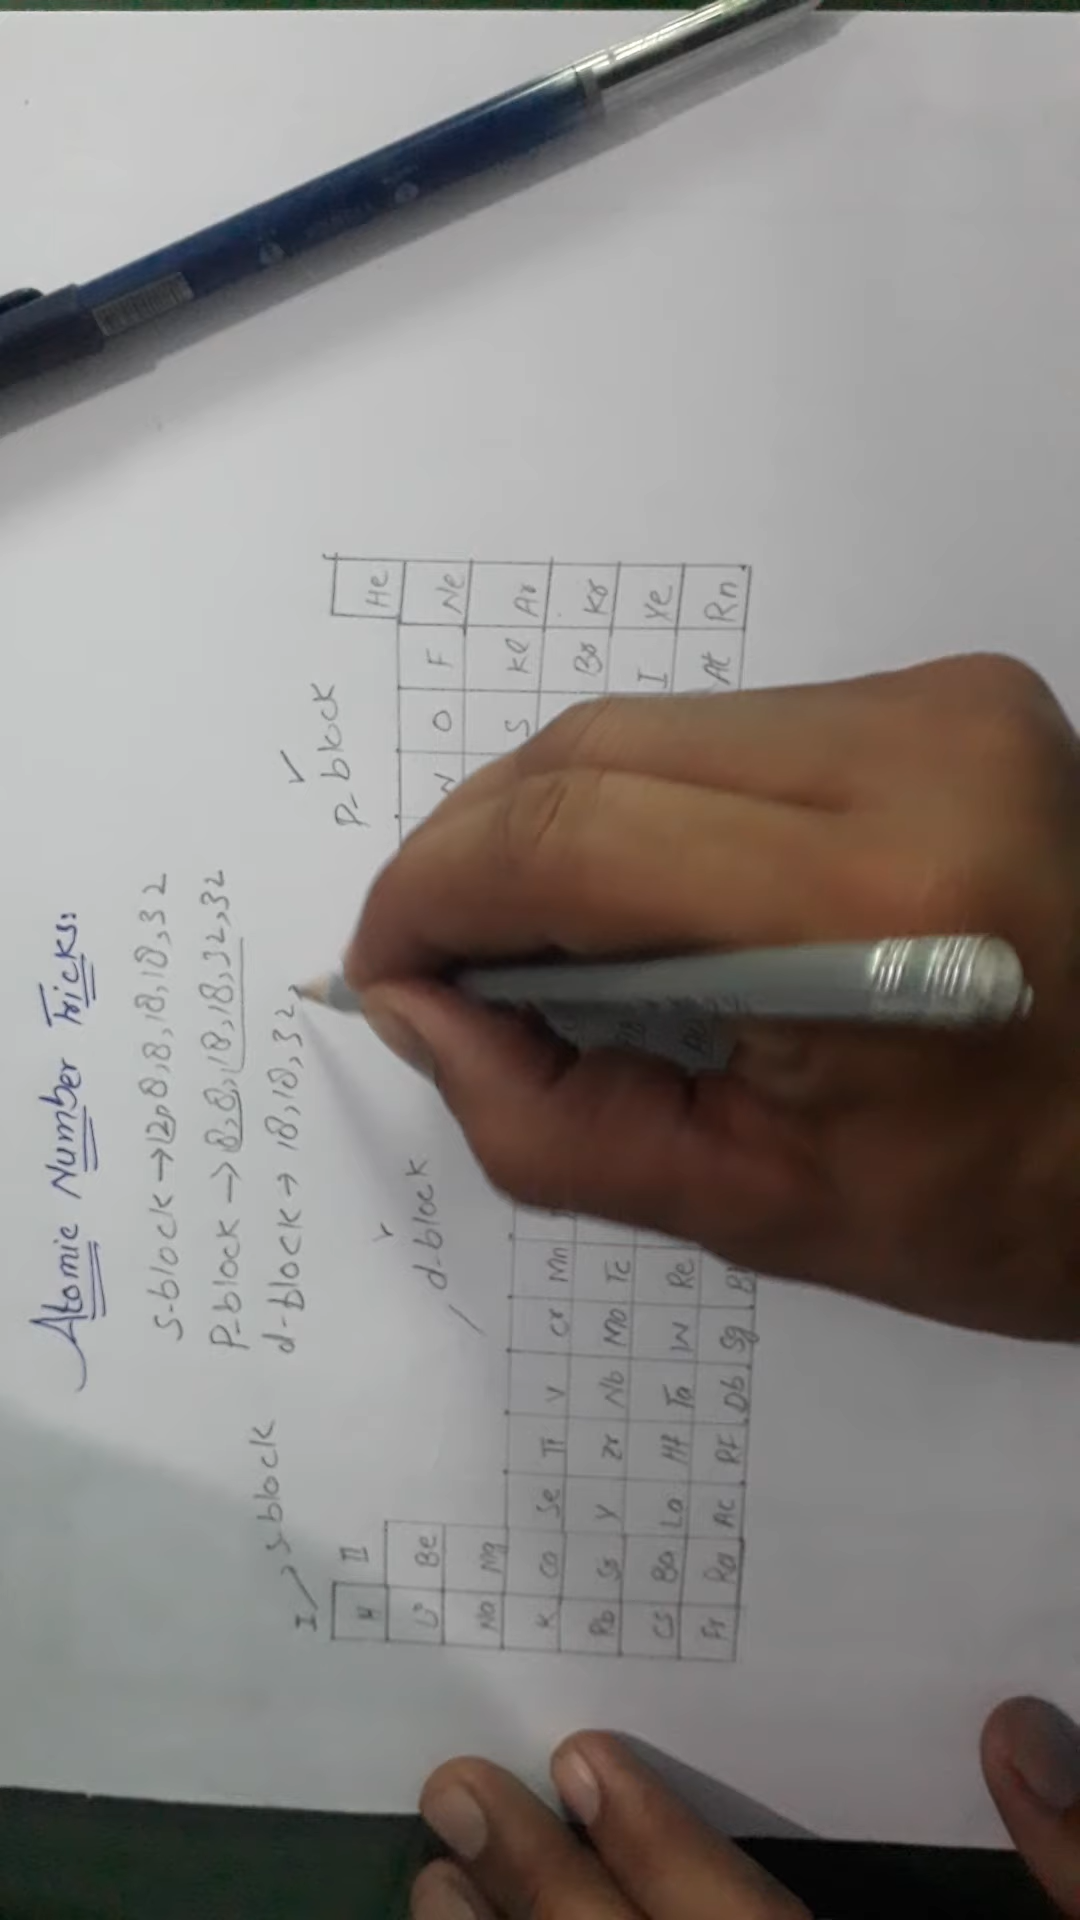 Atomic Number Tricks:
s-block → 2, 8, 8, 18, 18, 32
P-block → 8, 8, 18, 18, 32, 32
d-block → 18, 18, 32,
I → s-block
II
P-block
d-block
H He
Li Be N O F Ne
Na Mg S Kl Ar
K Ca Se Ti V Cr Mn Br Kr
Rb Y Zr Nb Mo Tc I Xe
Cs Ba La Hf Ta W Re At Rn
Fr Ra Ac Rf Db Sg